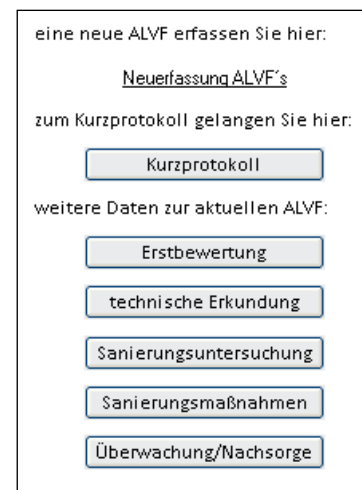 eine neue ALVF erfassen Sie hier:
Neuerfassung ALVF´s
zum Kurzprotokoll gelangen Sie hier:
Kurzprotokoll
weitere Daten zur aktuellen ALVF:
Erstbewertung
technische Erkundung
Sanierungsuntersuchung
Sanierungsmaßnahmen
Überwachung/Nachsorge